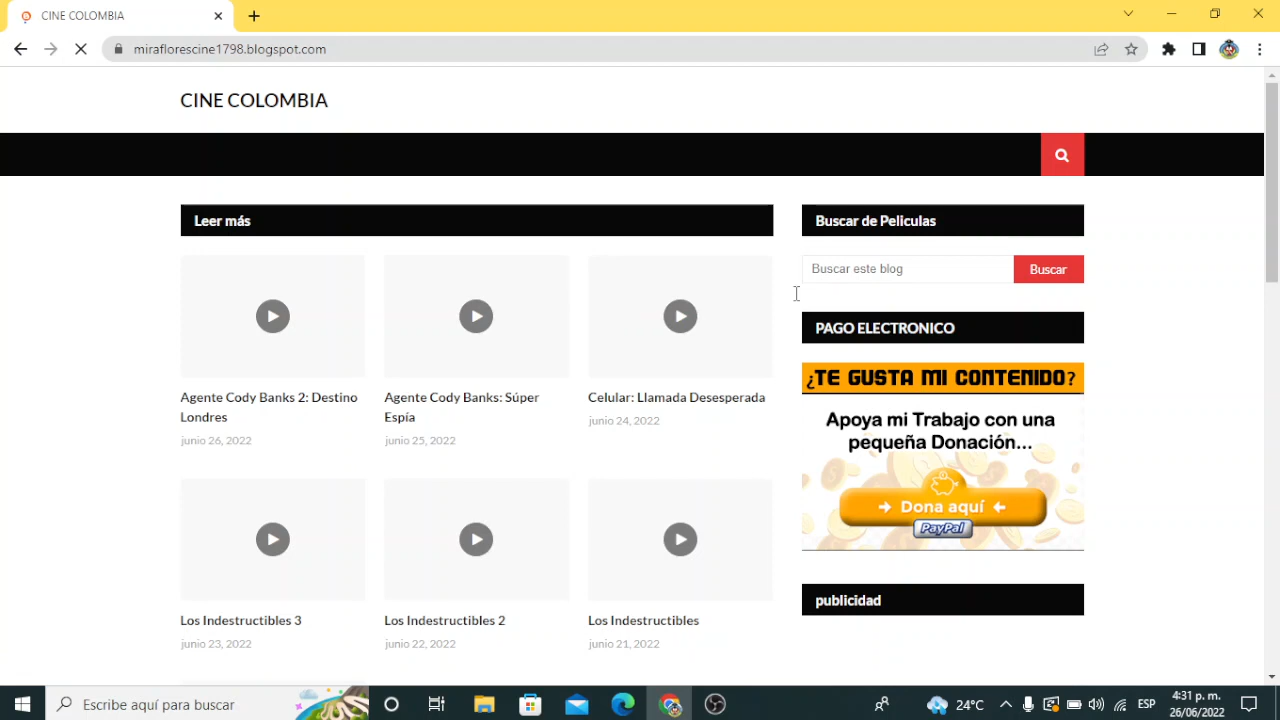 CINE COLOMBIA
miraflorescine1798.blogspot.com
CINE COLOMBIA
Leer más
Agente Cody Banks 2: Destino
Londres
junio 26, 2022
Agente Cody Banks: Súper
Espía
junio 25, 2022
Celular: Llamada Desesperada
junio 24, 2022
Los Indestructibles 3
junio 23, 2022
Los Indestructibles 2
junio 22, 2022
Los Indestructibles
junio 21, 2022
Buscar de Peliculas
Buscar este blog
Buscar
PAGO ELECTRONICO
¿TE GUSTA MI CONTENIDO?
Apoya mi Trabajo con una
pequeña Donación...
Dona aquí
PayPal
publicidad
Escribe aquí para buscar
24°C
ESP
4:31 p. m.
26/06/2022